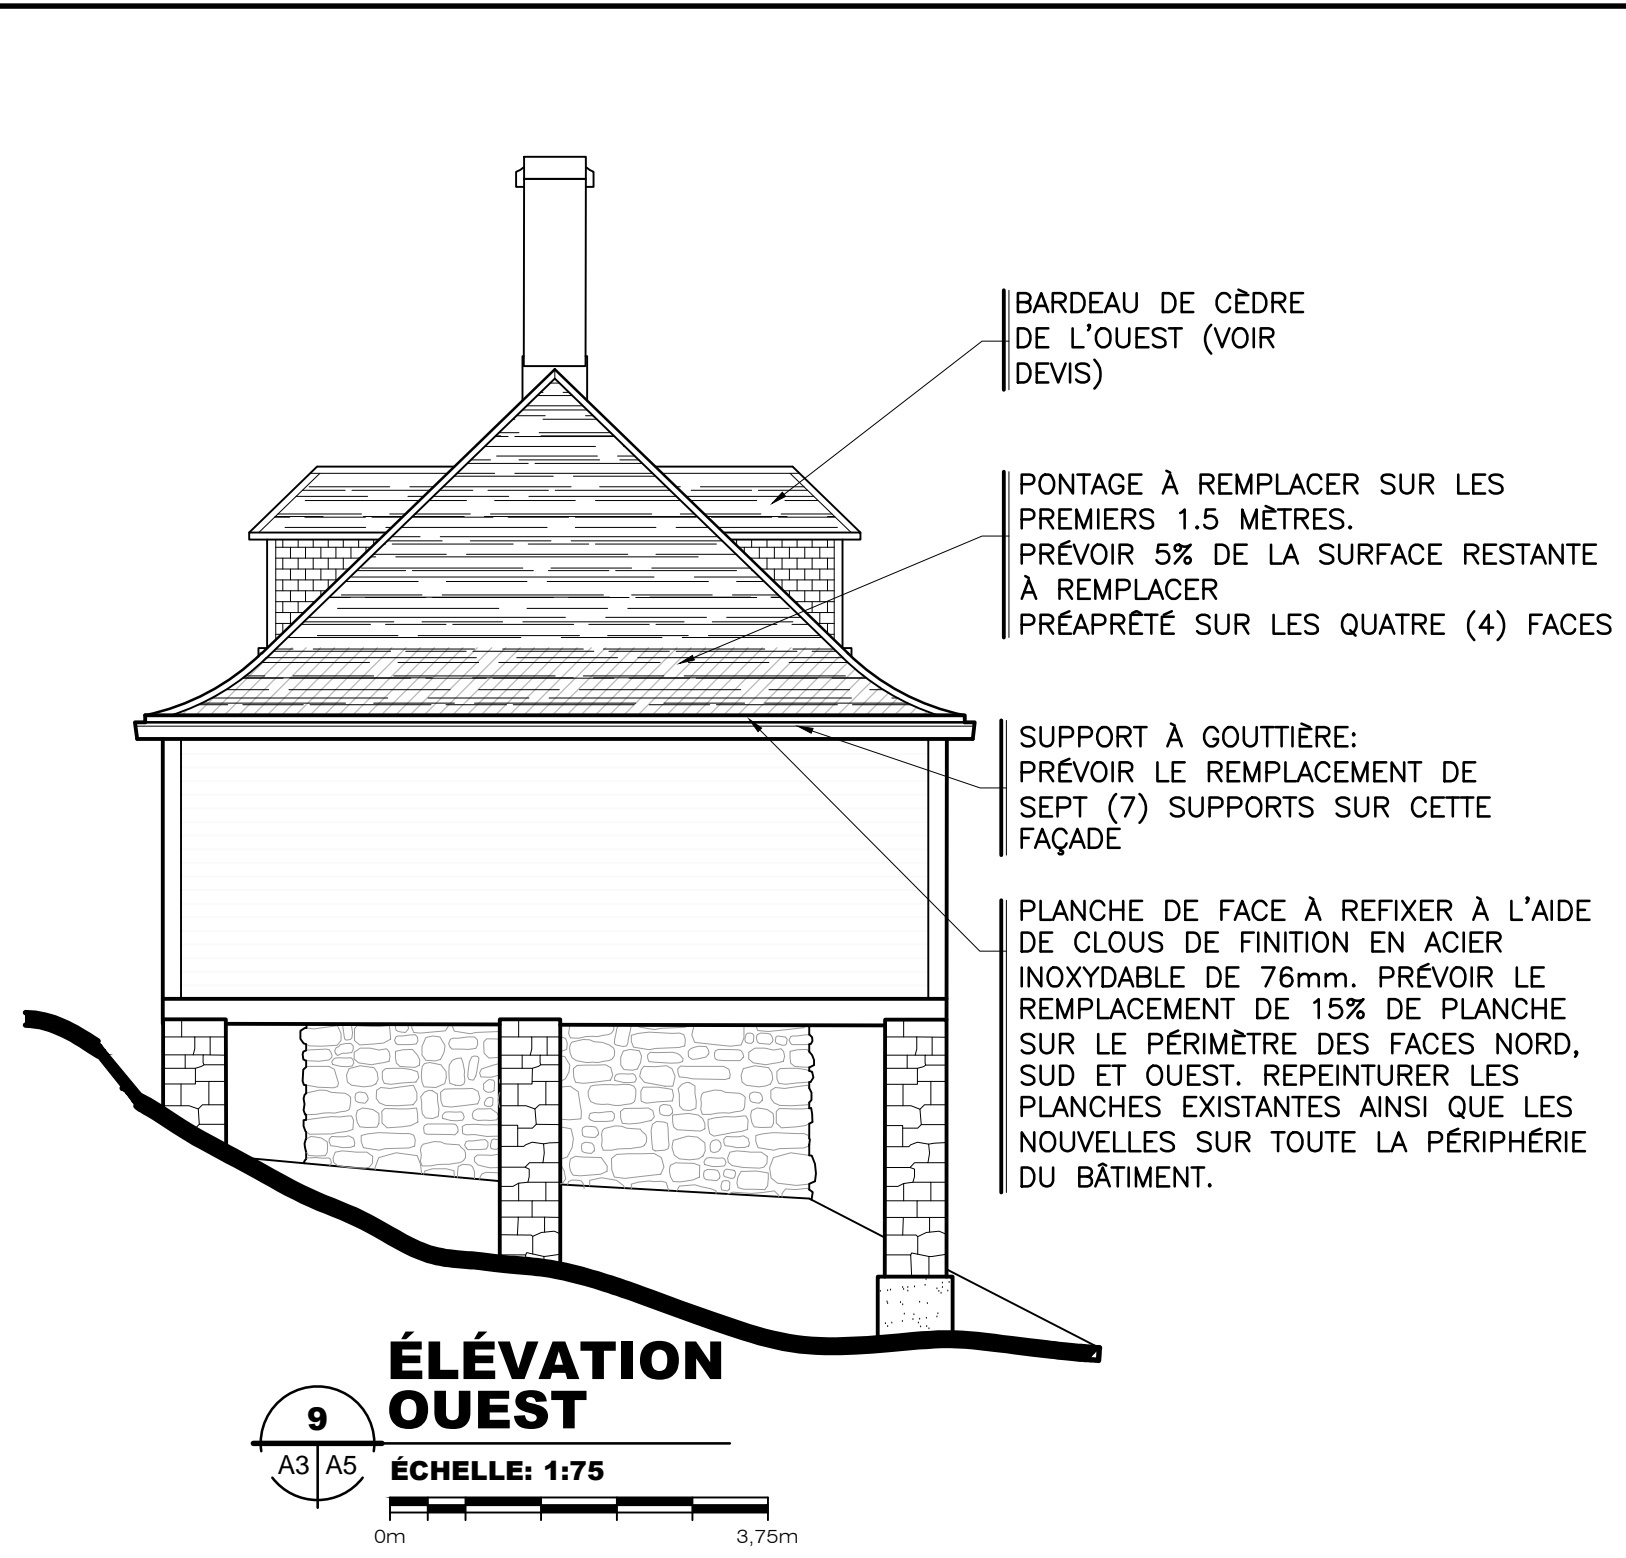 BARDEAU DE CÈDRE
DE L'OUEST (VOIR
DEVIS)
PONTAGE À REMPLACER SUR LES
PREMIERS 1.5 MÈTRES.
PRÉVOIR 5% DE LA SURFACE RESTANTE
À REMPLACER
PRÉAPRÊTÉ SUR LES QUATRE (4) FACES
SUPPORT À GOUTTIÈRE:
PRÉVOIR LE REMPLACEMENT DE
SEPT (7) SUPPORTS SUR CETTE
FAÇADE
PLANCHE DE FACE À REFIXER À L'AIDE
DE CLOUS DE FINITION EN ACIER
INOXYDABLE DE 76mm. PRÉVOIR LE
REMPLACEMENT DE 15% DE PLANCHE
SUR LE PÉRIMÈTRE DES FACES NORD,
SUD ET OUEST. REPEINTURER LES
PLANCHES EXISTANTES AINSI QUE LES
NOUVELLES SUR TOUTE LA PÉRIPHÉRIE
DU BÂTIMENT.
ÉLÉVATION
OUEST
9
A3 A5
ÉCHELLE: 1:75
0m 3,75m